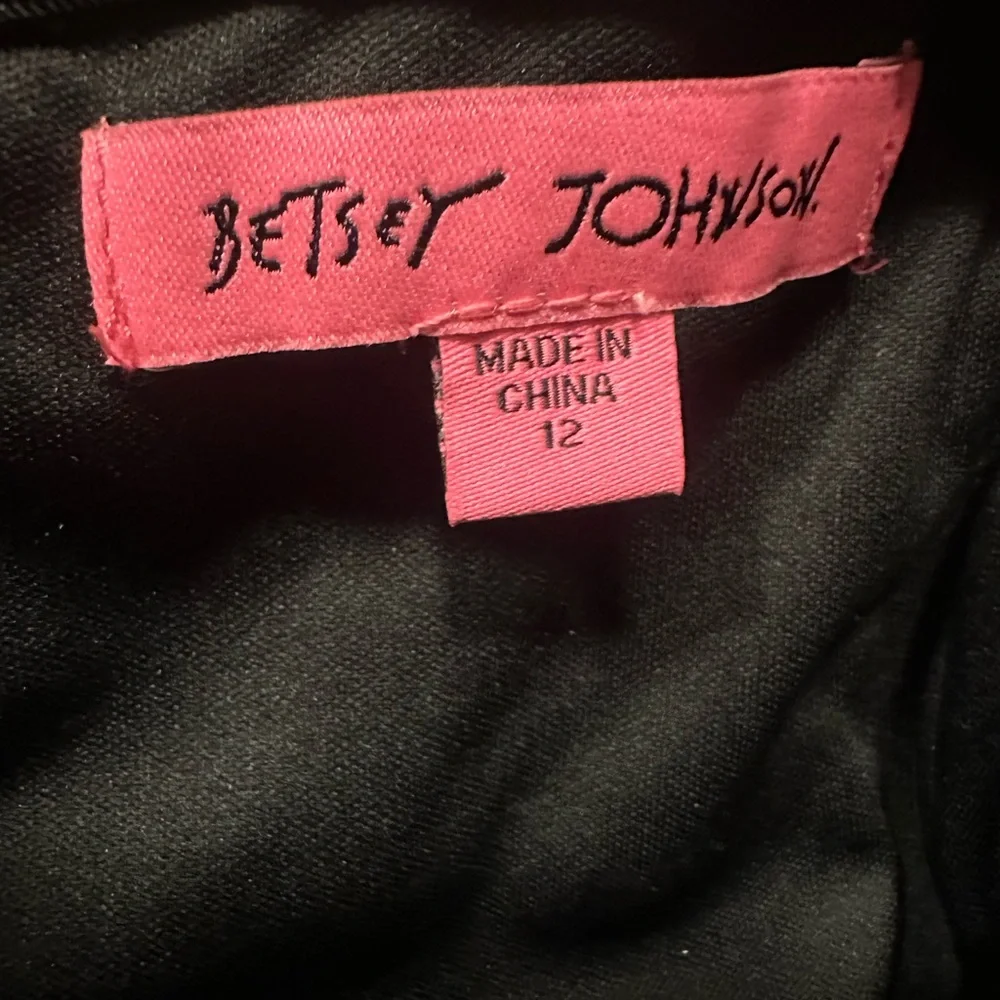 BETSEY JOHNSON.
MADE IN
CHINA
12